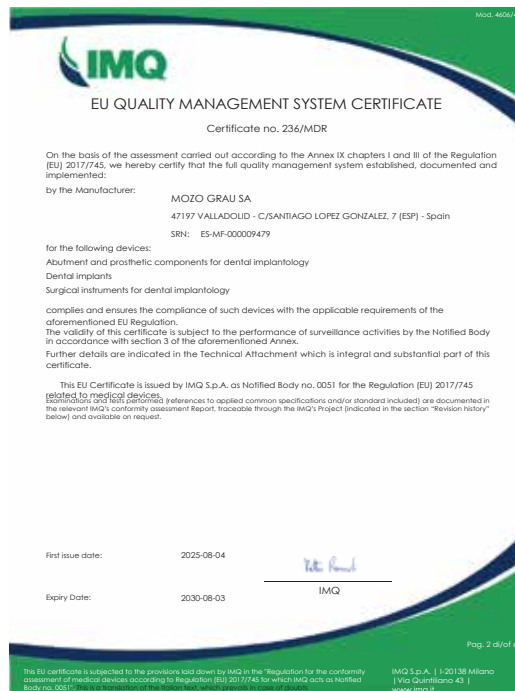 Mod. 4606/4
IMQ
EU QUALITY MANAGEMENT SYSTEM CERTIFICATE
Certificate no. 236/MDR
On the basis of the assessment carried out according to the Annex IX chapters I and III of the Regulation
(EU) 2017/745, we hereby certify that the full quality management system established, documented and
implemented:
by the Manufacturer:
MOZO GRAU SA
47197 VALLADOLID - C/SANTIAGO LOPEZ GONZALEZ, 7 (ESP) - Spain
SRN: ES-MF-000009479
for the following devices:
Abutment and prosthetic components for dental implantology
Dental implants
Surgical instruments for dental implantology
complies and ensures the compliance of such devices with the applicable requirements of the
aforementioned EU Regulation.
The validity of this certificate is subject to the performance of surveillance activities by the Notified Body
in accordance with section 3 of the aforementioned Annex.
Further details are indicated in the Technical Attachment which is integral and substantial part of this
certificate.
This EU Certificate is issued by IMQ S.p.A. as Notified Body no. 0051 for the Regulation (EU) 2017/745
related to medical devices.
Examinations and tests performed (references to applied common specifications and/or standard included) are documented in
the relevant IMQ's conformity assessment Report, traceable through the IMQ's Project (indicated in the section "Revision history"
below) and available on request.
First issue date: 2025-08-04
IMQ
Expiry Date: 2030-08-03
Pag. 2 di/of
This EU certificate is subjected to the provisions laid down by IMQ in the "Regulation for the conformity
assessment of medical devices according to Regulation (EU) 2017/745 for which IMQ acts as Notified
Body no. 0051". This is a translation of the Italian text, which prevails in case of doubts.
IMQ S.p.A. | I-20138 Milano
| Via Quintiliano 43 |
www.imq.it